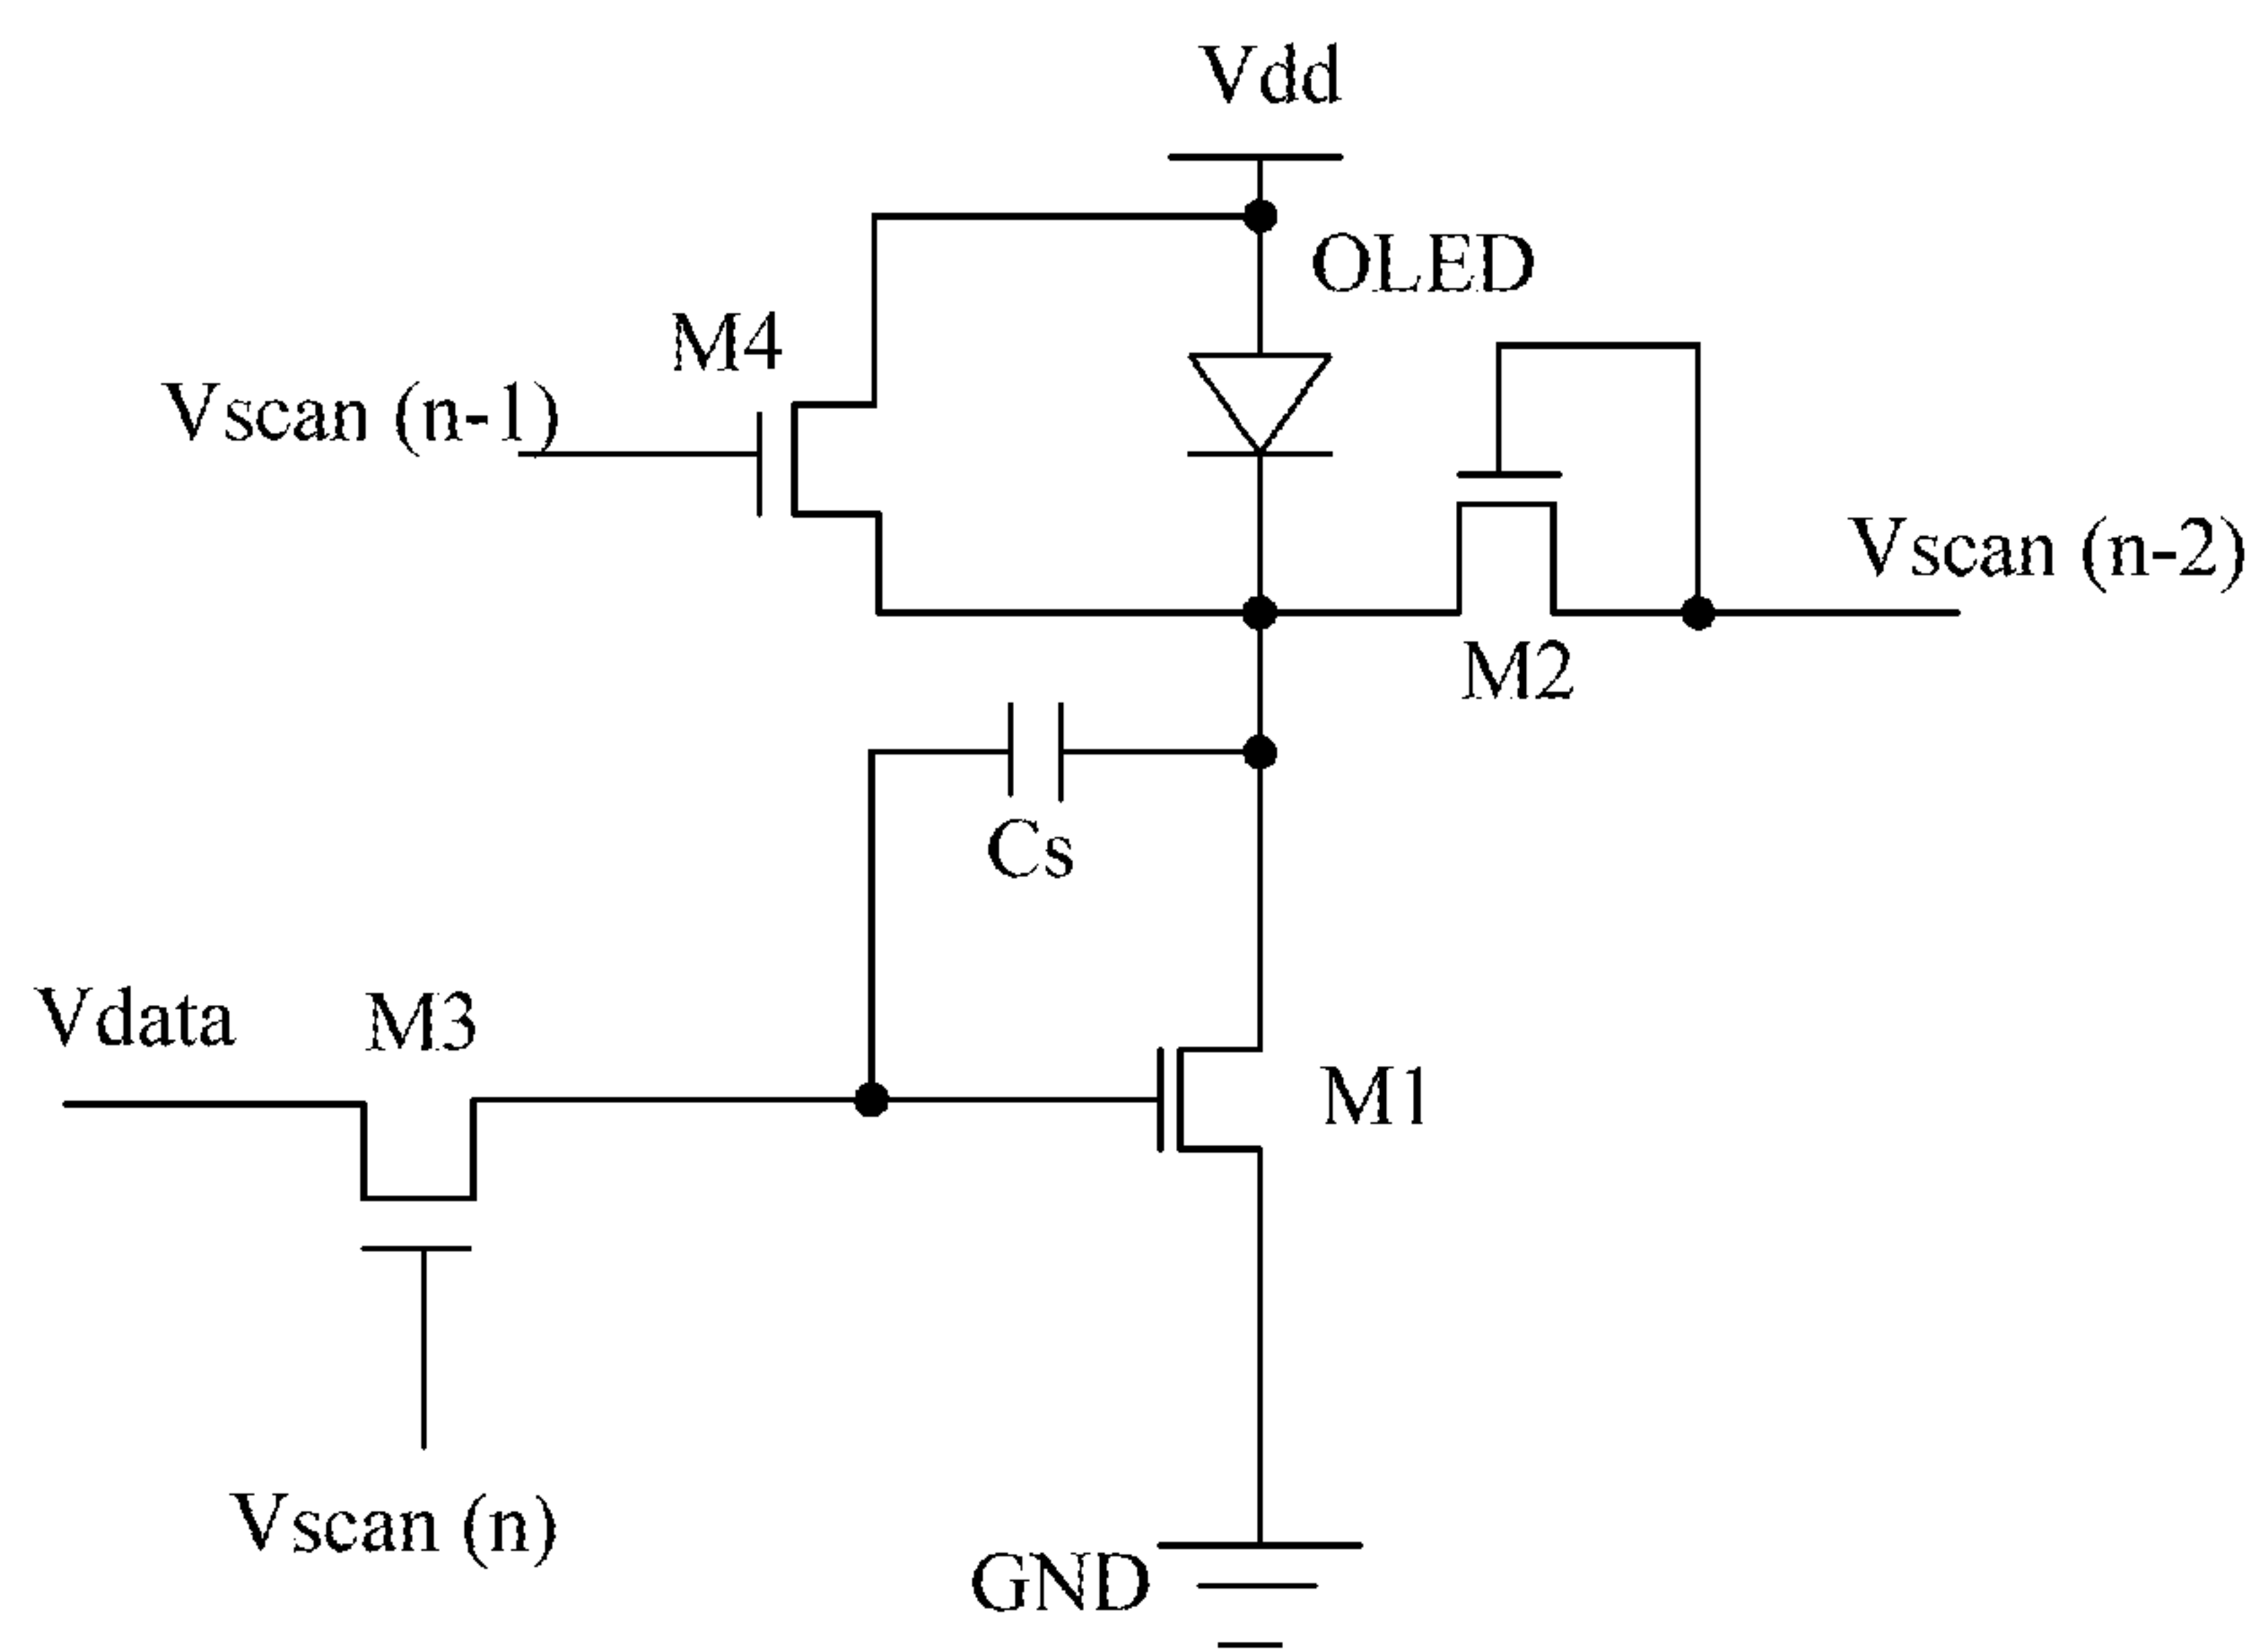 Vdd
OLED
M4
Vscan (n-1)
Vscan (n-2)
M2
Cs
Vdata
M3
M1
Vscan (n)
GND